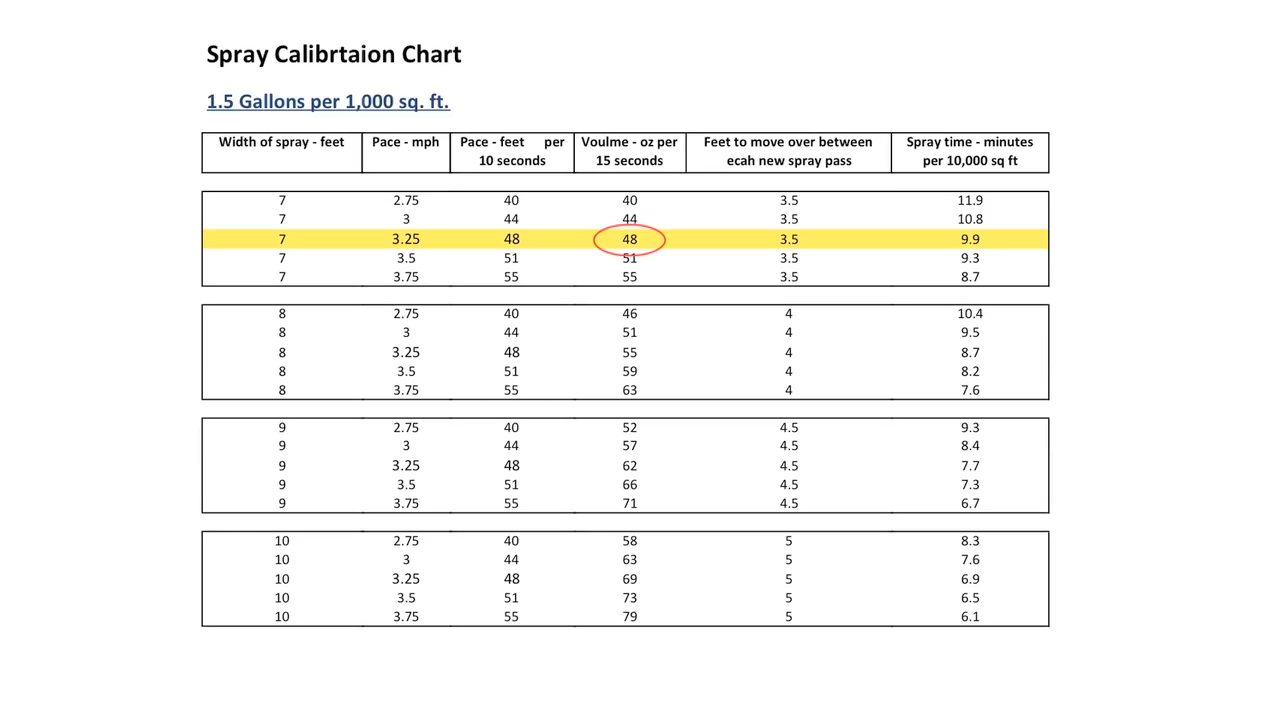 Spray Calibrtaion Chart
1.5 Gallons per 1,000 sq. ft.
Width of spray - feet Pace - mph Pace - feet per 10 seconds Voulme - oz per 15 seconds Feet to move over between ecah new spray pass Spray time - minutes per 10,000 sq ft
7 2.75 40 40 3.5 11.9
7 3 44 44 3.5 10.8
7 3.25 48 48 3.5 9.9
7 3.5 51 51 3.5 9.3
7 3.75 55 55 3.5 8.7
8 2.75 40 46 4 10.4
8 3 44 51 4 9.5
8 3.25 48 55 4 8.7
8 3.5 51 59 4 8.2
8 3.75 55 63 4 7.6
9 2.75 40 52 4.5 9.3
9 3 44 57 4.5 8.4
9 3.25 48 62 4.5 7.7
9 3.5 51 66 4.5 7.3
9 3.75 55 71 4.5 6.7
10 2.75 40 58 5 8.3
10 3 44 63 5 7.6
10 3.25 48 69 5 6.9
10 3.5 51 73 5 6.5
10 3.75 55 79 5 6.1